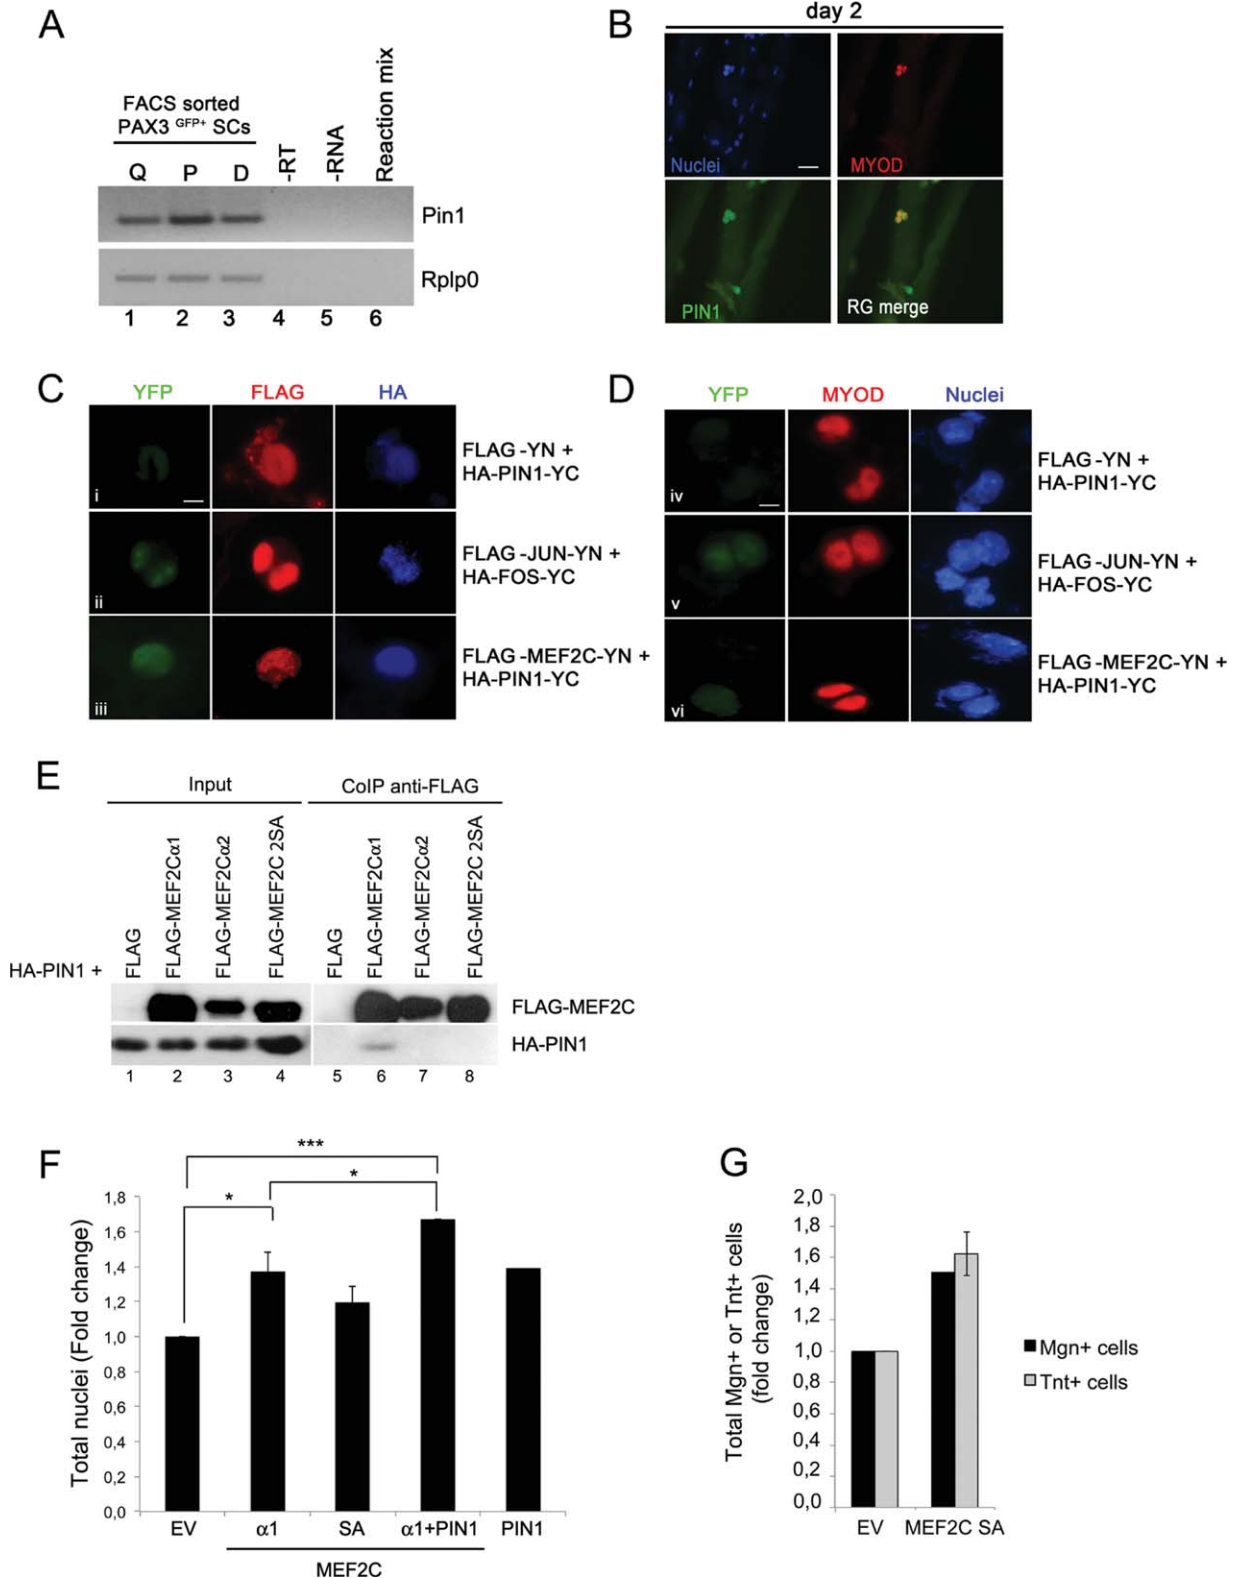 A
FACS sorted
PAX3 GFP+ SCs
Q P D -RT -RNA Reaction mix
Pin1
Rplp0
1 2 3 4 5 6
B
day 2
Nuclei
MYOD
PIN1
RG merge
C
YFP FLAG HA
i
FLAG-YN +
HA-PIN1-YC
ii
FLAG-JUN-YN +
HA-FOS-YC
iii
FLAG-MEF2C-YN +
HA-PIN1-YC
D
YFP MYOD Nuclei
iv
FLAG-YN +
HA-PIN1-YC
v
FLAG-JUN-YN +
HA-FOS-YC
vi
FLAG-MEF2C-YN +
HA-PIN1-YC
E
Input
CoIP anti-FLAG
HA-PIN1 +
FLAG
FLAG-MEF2Cα1
FLAG-MEF2Cα2
FLAG-MEF2C 2SA
FLAG
FLAG-MEF2Cα1
FLAG-MEF2Cα2
FLAG-MEF2C 2SA
FLAG-MEF2C
HA-PIN1
1 2 3 4 5 6 7 8
F
***
*
*
Total nuclei (Fold change)
1,8
1,6
1,4
1,2
1,0
0,8
0,6
0,4
0,2
0,0
EV α1 SA α1+PIN1 PIN1
MEF2C
G
Total Mgn+ or Tnt+ cells
(fold change)
2,0
1,8
1,6
1,4
1,2
1,0
0,8
0,6
0,4
0,2
0,0
EV MEF2C SA
Mgn+ cells
Tnt+ cells